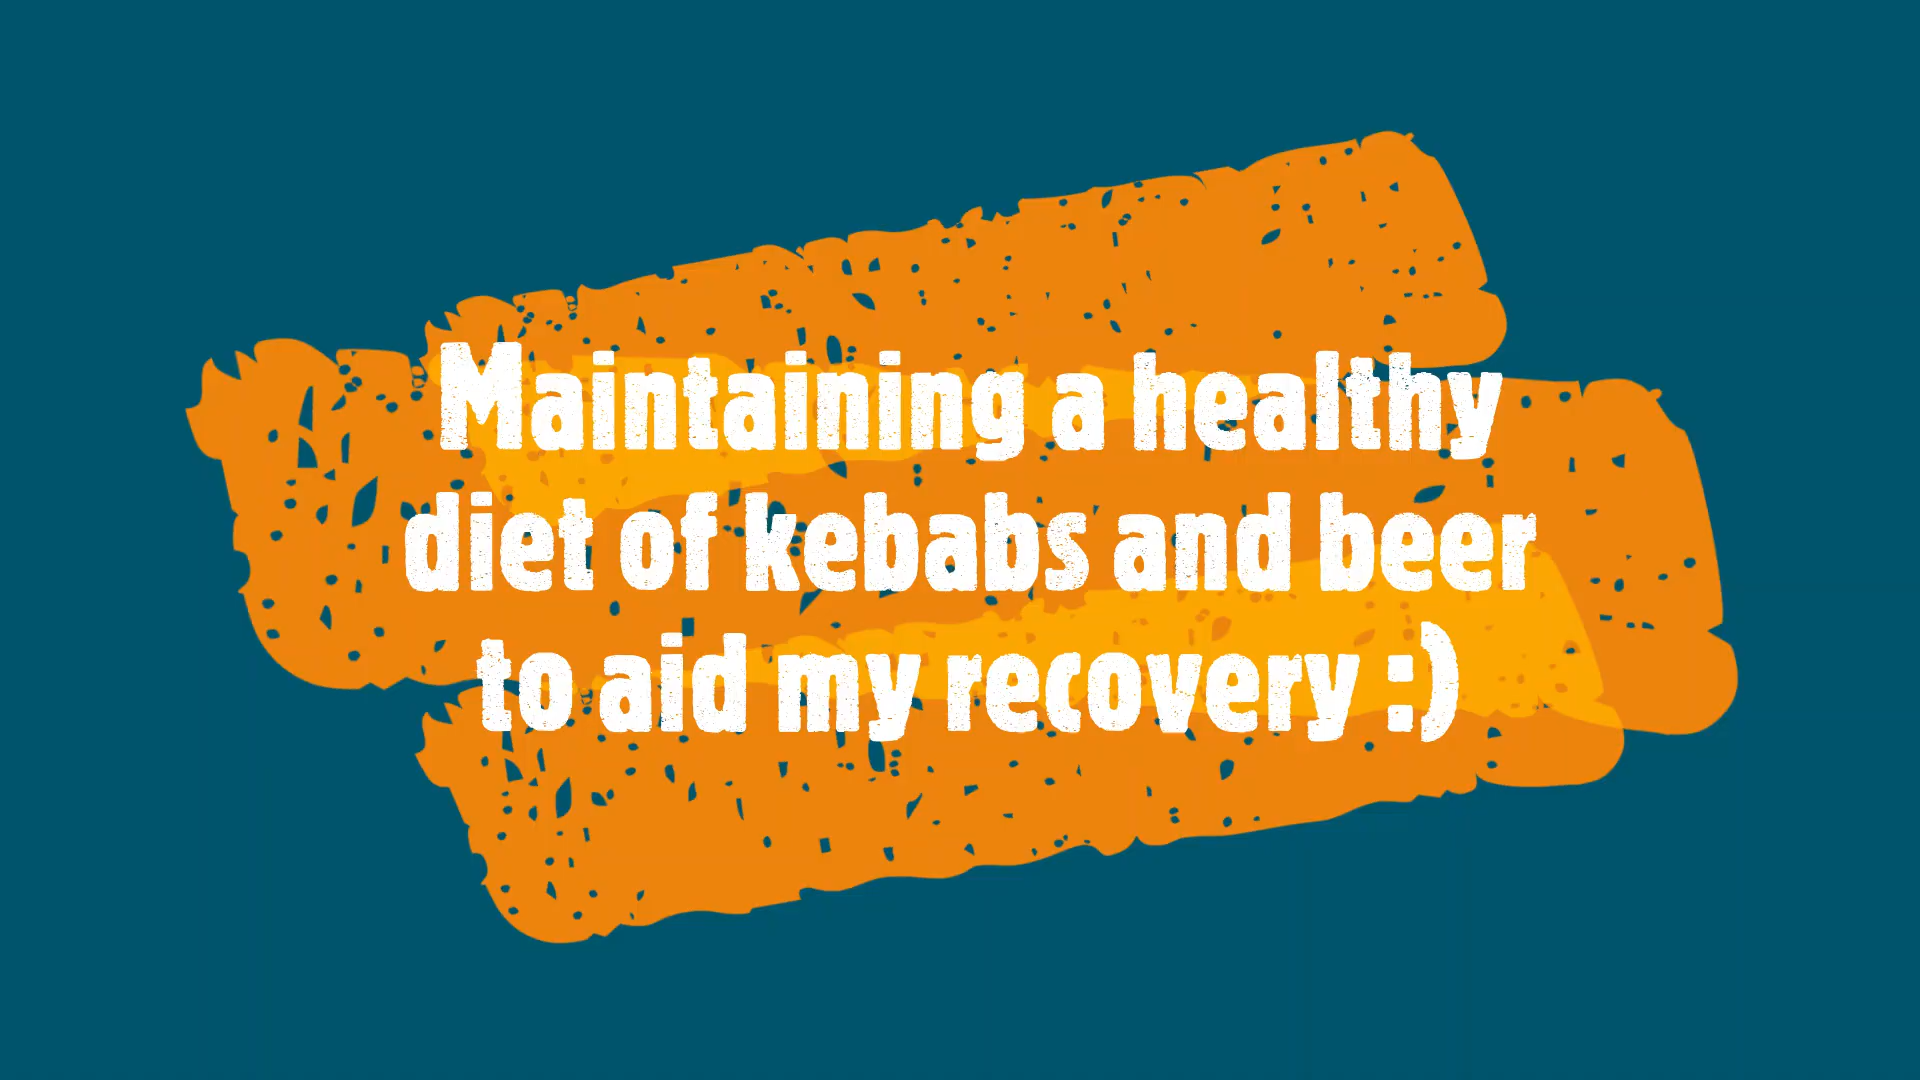 Maintaining a healthy
diet of kebabs and beer
to aid my recovery :)